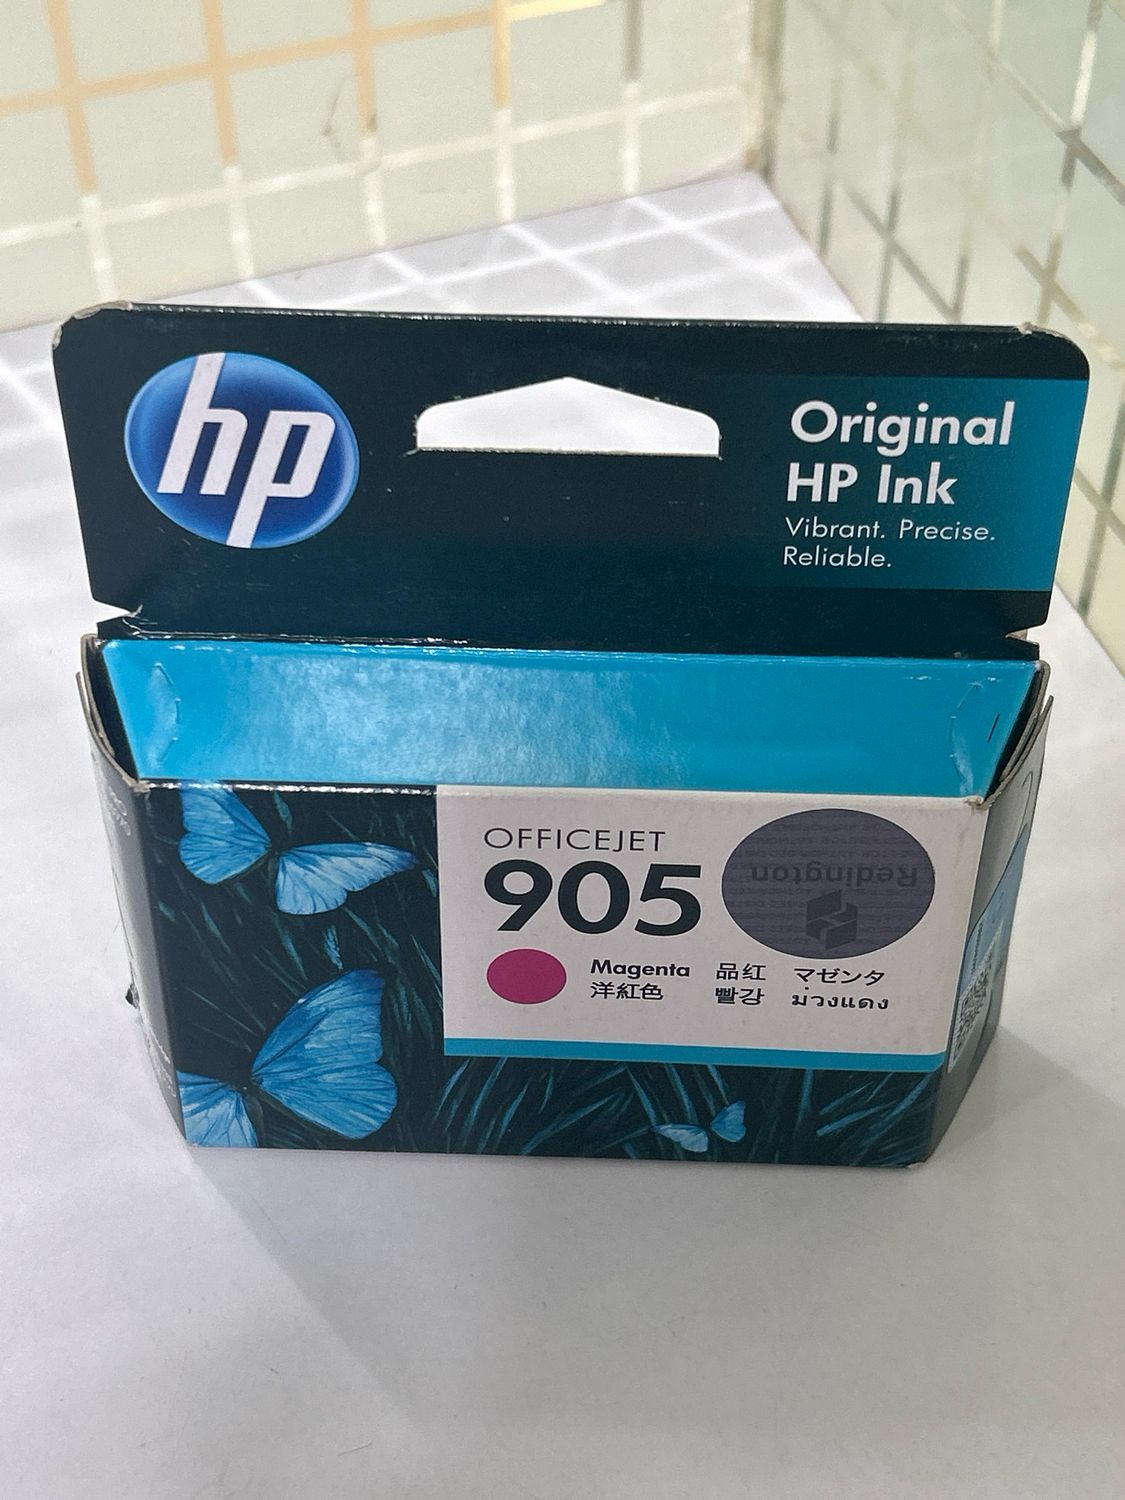 hp
Original
HP Ink
Vibrant. Precise.
Reliable.
OFFICEJET
905
Redington
Magenta 品红 マゼンタ
洋紅色 빨강 ม่วงแดง